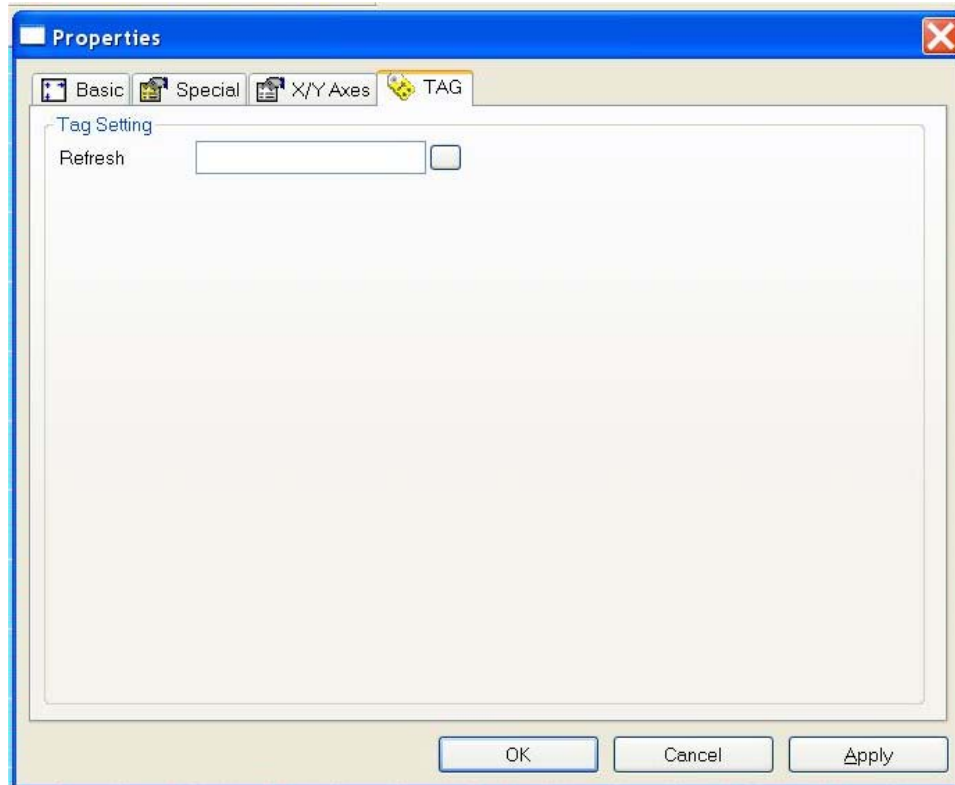 Properties
Basic Special X/Y Axes TAG
Tag Setting
Refresh
OK Cancel Apply